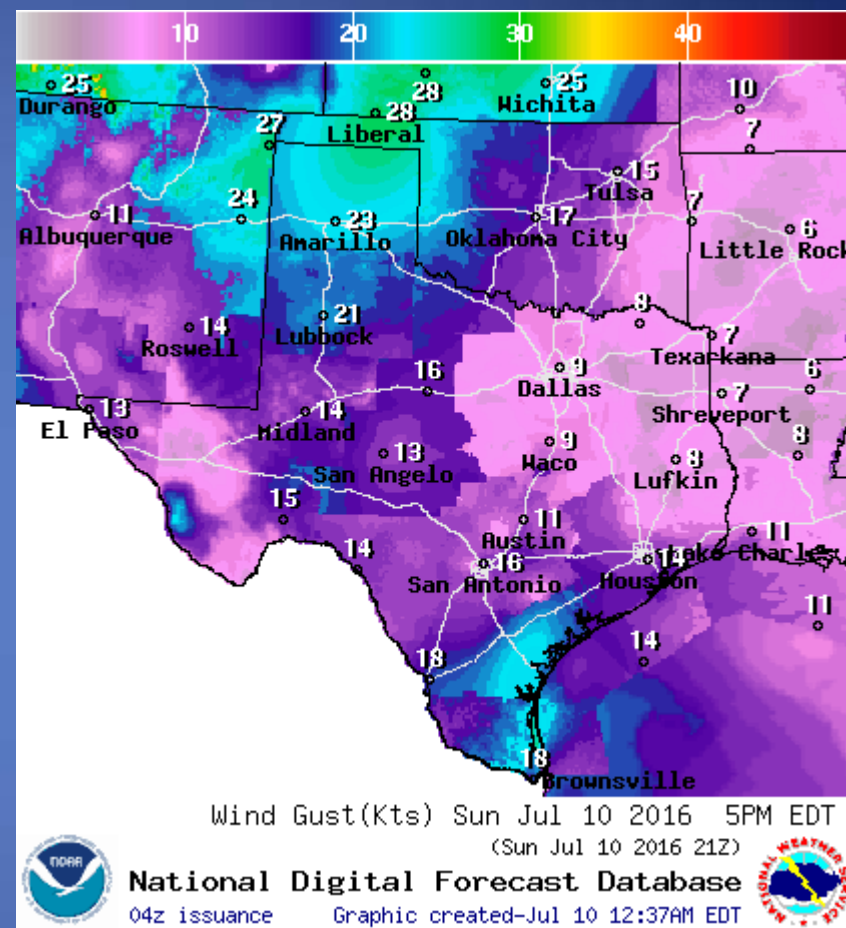 10 20 30 40
25 Durango
28
25 Wichita
10
28 Liberal
27
7
15 Tulsa
24
11 Albuquerque
23 Amarillo
17 Oklahoma City
7
6 Little Rock
14 Roswell
21 Lubbock
8
7 Texarkana
9 Dallas
16
6
7 Shreveport
13 El Paso
14 Midland
9 Waco
8 Lufkin
8
13 San Angelo
15
11 Austin
11 Lake Charles
14
16 San Antonio
14 Houston
11
14
18
18 Brownsville
Wind Gust(Kts) Sun Jul 10 2016 5PM EDT
(Sun Jul 10 2016 21Z)
NOAA
National Digital Forecast Database
04z issuance Graphic created-Jul 10 12:37AM EDT
NATIONAL WEATHER SERVICE